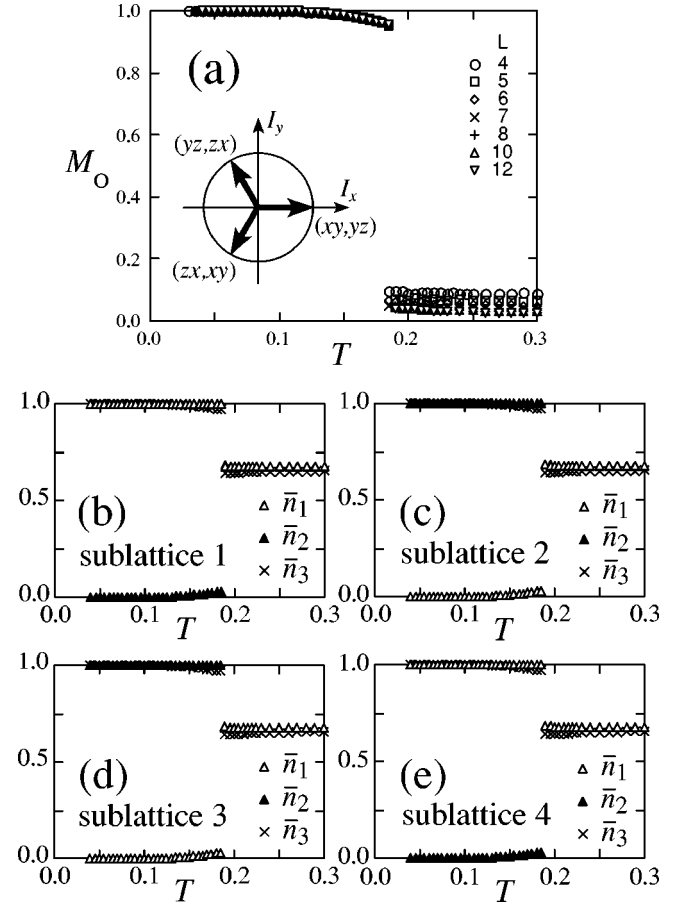 1.0
0.8
0.6
0.4
0.2
0.0
M_O
(a)
L
4
5
6
7
8
10
12
I_y
(yz,zx)
I_x
(xy,yz)
(zx,xy)
0.0 0.1 0.2 0.3
T
1.0
0.5
0.0
(b)
sublattice 1
n̄_1
n̄_2
n̄_3
0.0 0.1 0.2 0.3
T
1.0
0.5
0.0
(c)
sublattice 2
n̄_1
n̄_2
n̄_3
0.0 0.1 0.2 0.3
T
1.0
0.5
0.0
(d)
sublattice 3
n̄_1
n̄_2
n̄_3
0.0 0.1 0.2 0.3
T
1.0
0.5
0.0
(e)
sublattice 4
n̄_1
n̄_2
n̄_3
0.0 0.1 0.2 0.3
T